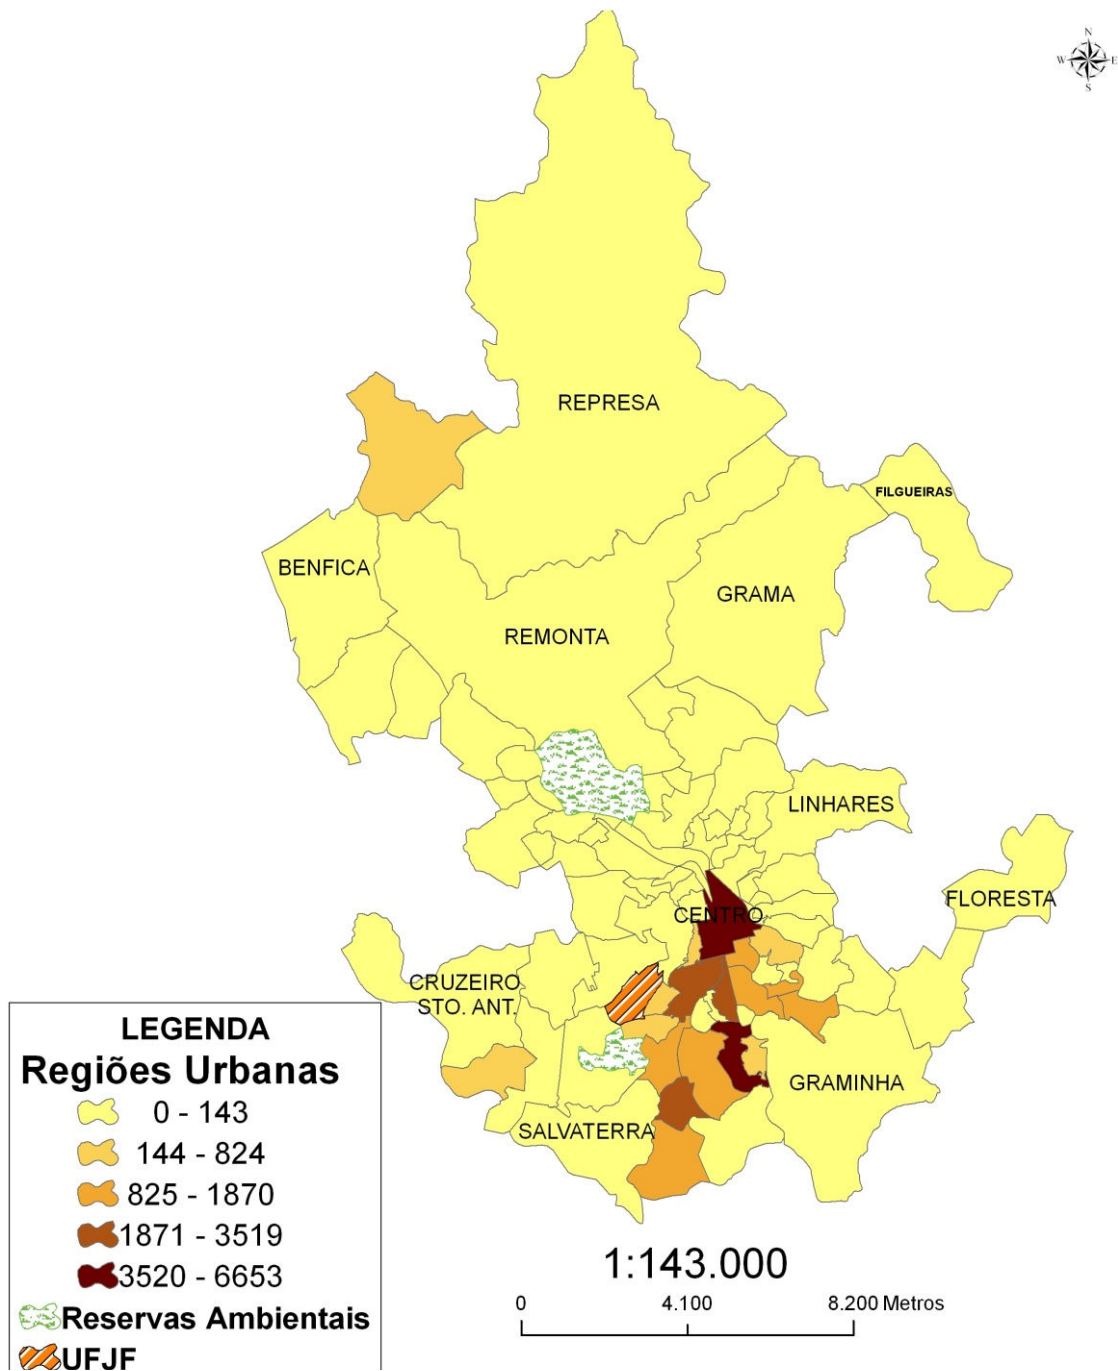 N
W
E
S
REPRESA
FILGUEIRAS
BENFICA
GRAMA
REMONTA
LINHARES
FLORESTA
CENTRO
CRUZEIRO
STO. ANT.
GRAMINHA
SALVATERRA
LEGENDA
Regiões Urbanas
0 - 143
144 - 824
825 - 1870
1871 - 3519
3520 - 6653
Reservas Ambientais
UFJF
1:143.000
0 4.100 8.200 Metros